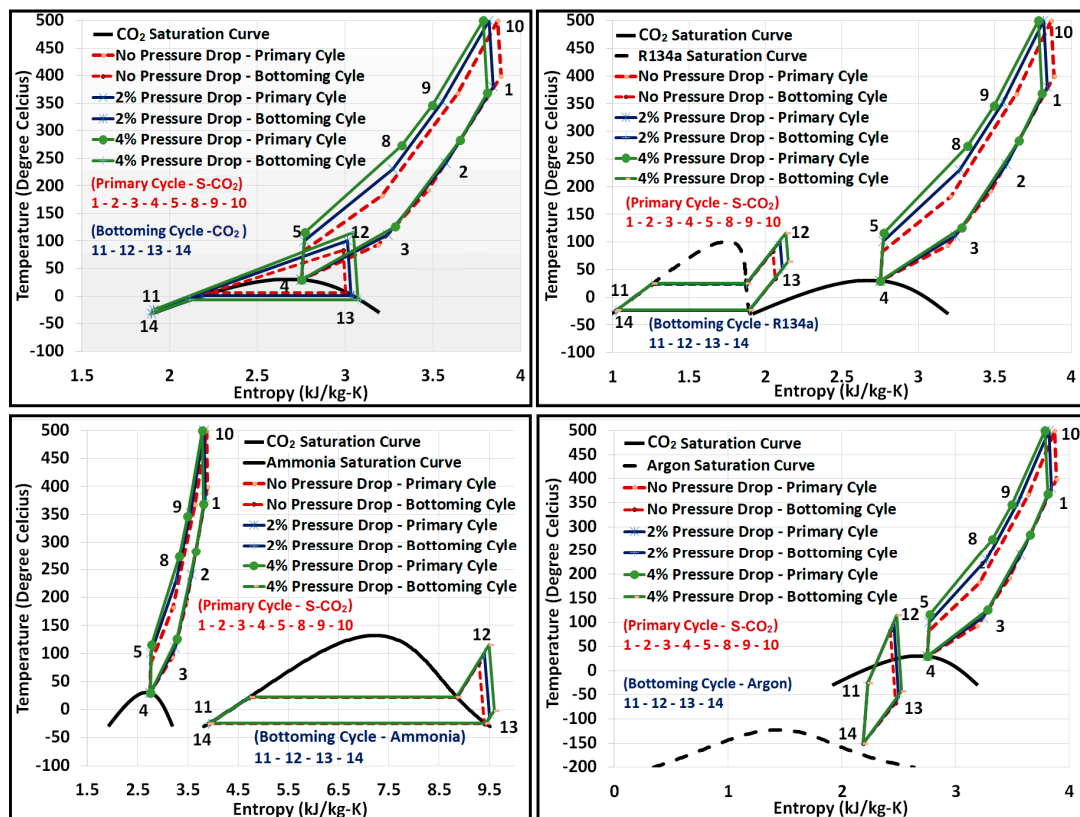 CO₂ Saturation Curve
No Pressure Drop - Primary Cyle
No Pressure Drop - Bottoming Cyle
2% Pressure Drop - Primary Cyle
2% Pressure Drop - Bottoming Cyle
4% Pressure Drop - Primary Cyle
4% Pressure Drop - Bottoming Cyle
(Primary Cycle - S-CO₂)
1 - 2 - 3 - 4 - 5 - 8 - 9 - 10
(Bottoming Cycle -CO₂ )
11 - 12 - 13 - 14
10
9
1
8
2
5
12
3
4
11
14
13
500
450
400
350
300
250
200
150
100
50
0
-50
-100
Temperature (Degree Celcius)
1.5
2
2.5
3
3.5
4
Entropy (kJ/kg-K)
CO₂ Saturation Curve
R134a Saturation Curve
No Pressure Drop - Primary Cycle
No Pressure Drop - Bottoming Cyle
2% Pressure Drop - Primary Cyle
2% Pressure Drop - Bottoming Cyle
4% Pressure Drop - Primary Cyle
4% Pressure Drop - Bottoming Cyle
(Primary Cycle - S-CO₂)
1 - 2 - 3 - 4 - 5 - 8 - 9 - 10
10
9
1
8
2
5
12
3
13
4
11
14
(Bottoming Cycle - R134a)
11 - 12 - 13 - 14
500
450
400
350
300
250
200
150
100
50
0
-50
-100
Temperature (Degree Celcius)
1
1.5
2
2.5
3
3.5
4
Entropy (kJ/kg-K)
CO₂ Saturation Curve
Ammonia Saturation Curve
No Pressure Drop - Primary Cyle
No Pressure Drop - Bottoming Cyle
2% Pressure Drop - Primary Cyle
2% Pressure Drop - Bottoming Cyle
4% Pressure Drop - Primary Cyle
4% Pressure Drop - Bottoming Cyle
(Primary Cycle - S-CO₂)
1 - 2 - 3 - 4 - 5 - 8 - 9 - 10
10
9
1
8
2
5
3
12
4
11
14
13
(Bottoming Cycle - Ammonia)
11 - 12 - 13 - 14
500
450
400
350
300
250
200
150
100
50
0
-50
-100
Temperature (Degree Celcius)
1.5
2.5
3.5
4.5
5.5
6.5
7.5
8.5
9.5
Entropy (kJ/kg-K)
CO₂ Saturation Curve
Argon Saturation Curve
No Pressure Drop - Primary Cyle
No Pressure Drop - Bottoming Cyle
2% Pressure Drop - Primary Cyle
2% Pressure Drop - Bottoming Cyle
4% Pressure Drop - Primary Cyle
4% Pressure Drop - Bottoming Cyle
(Primary Cycle - S-CO₂)
1 - 2 - 3 - 4 - 5 - 8 - 9 - 10
(Bottoming Cycle - Argon)
11 - 12 - 13 - 14
10
9
1
8
2
5
12
3
4
11
13
14
500
450
400
350
300
250
200
150
100
50
0
-50
-100
-150
-200
Temperature (Degree Celcius)
0
1
2
3
4
Entropy (kJ/kg-K)